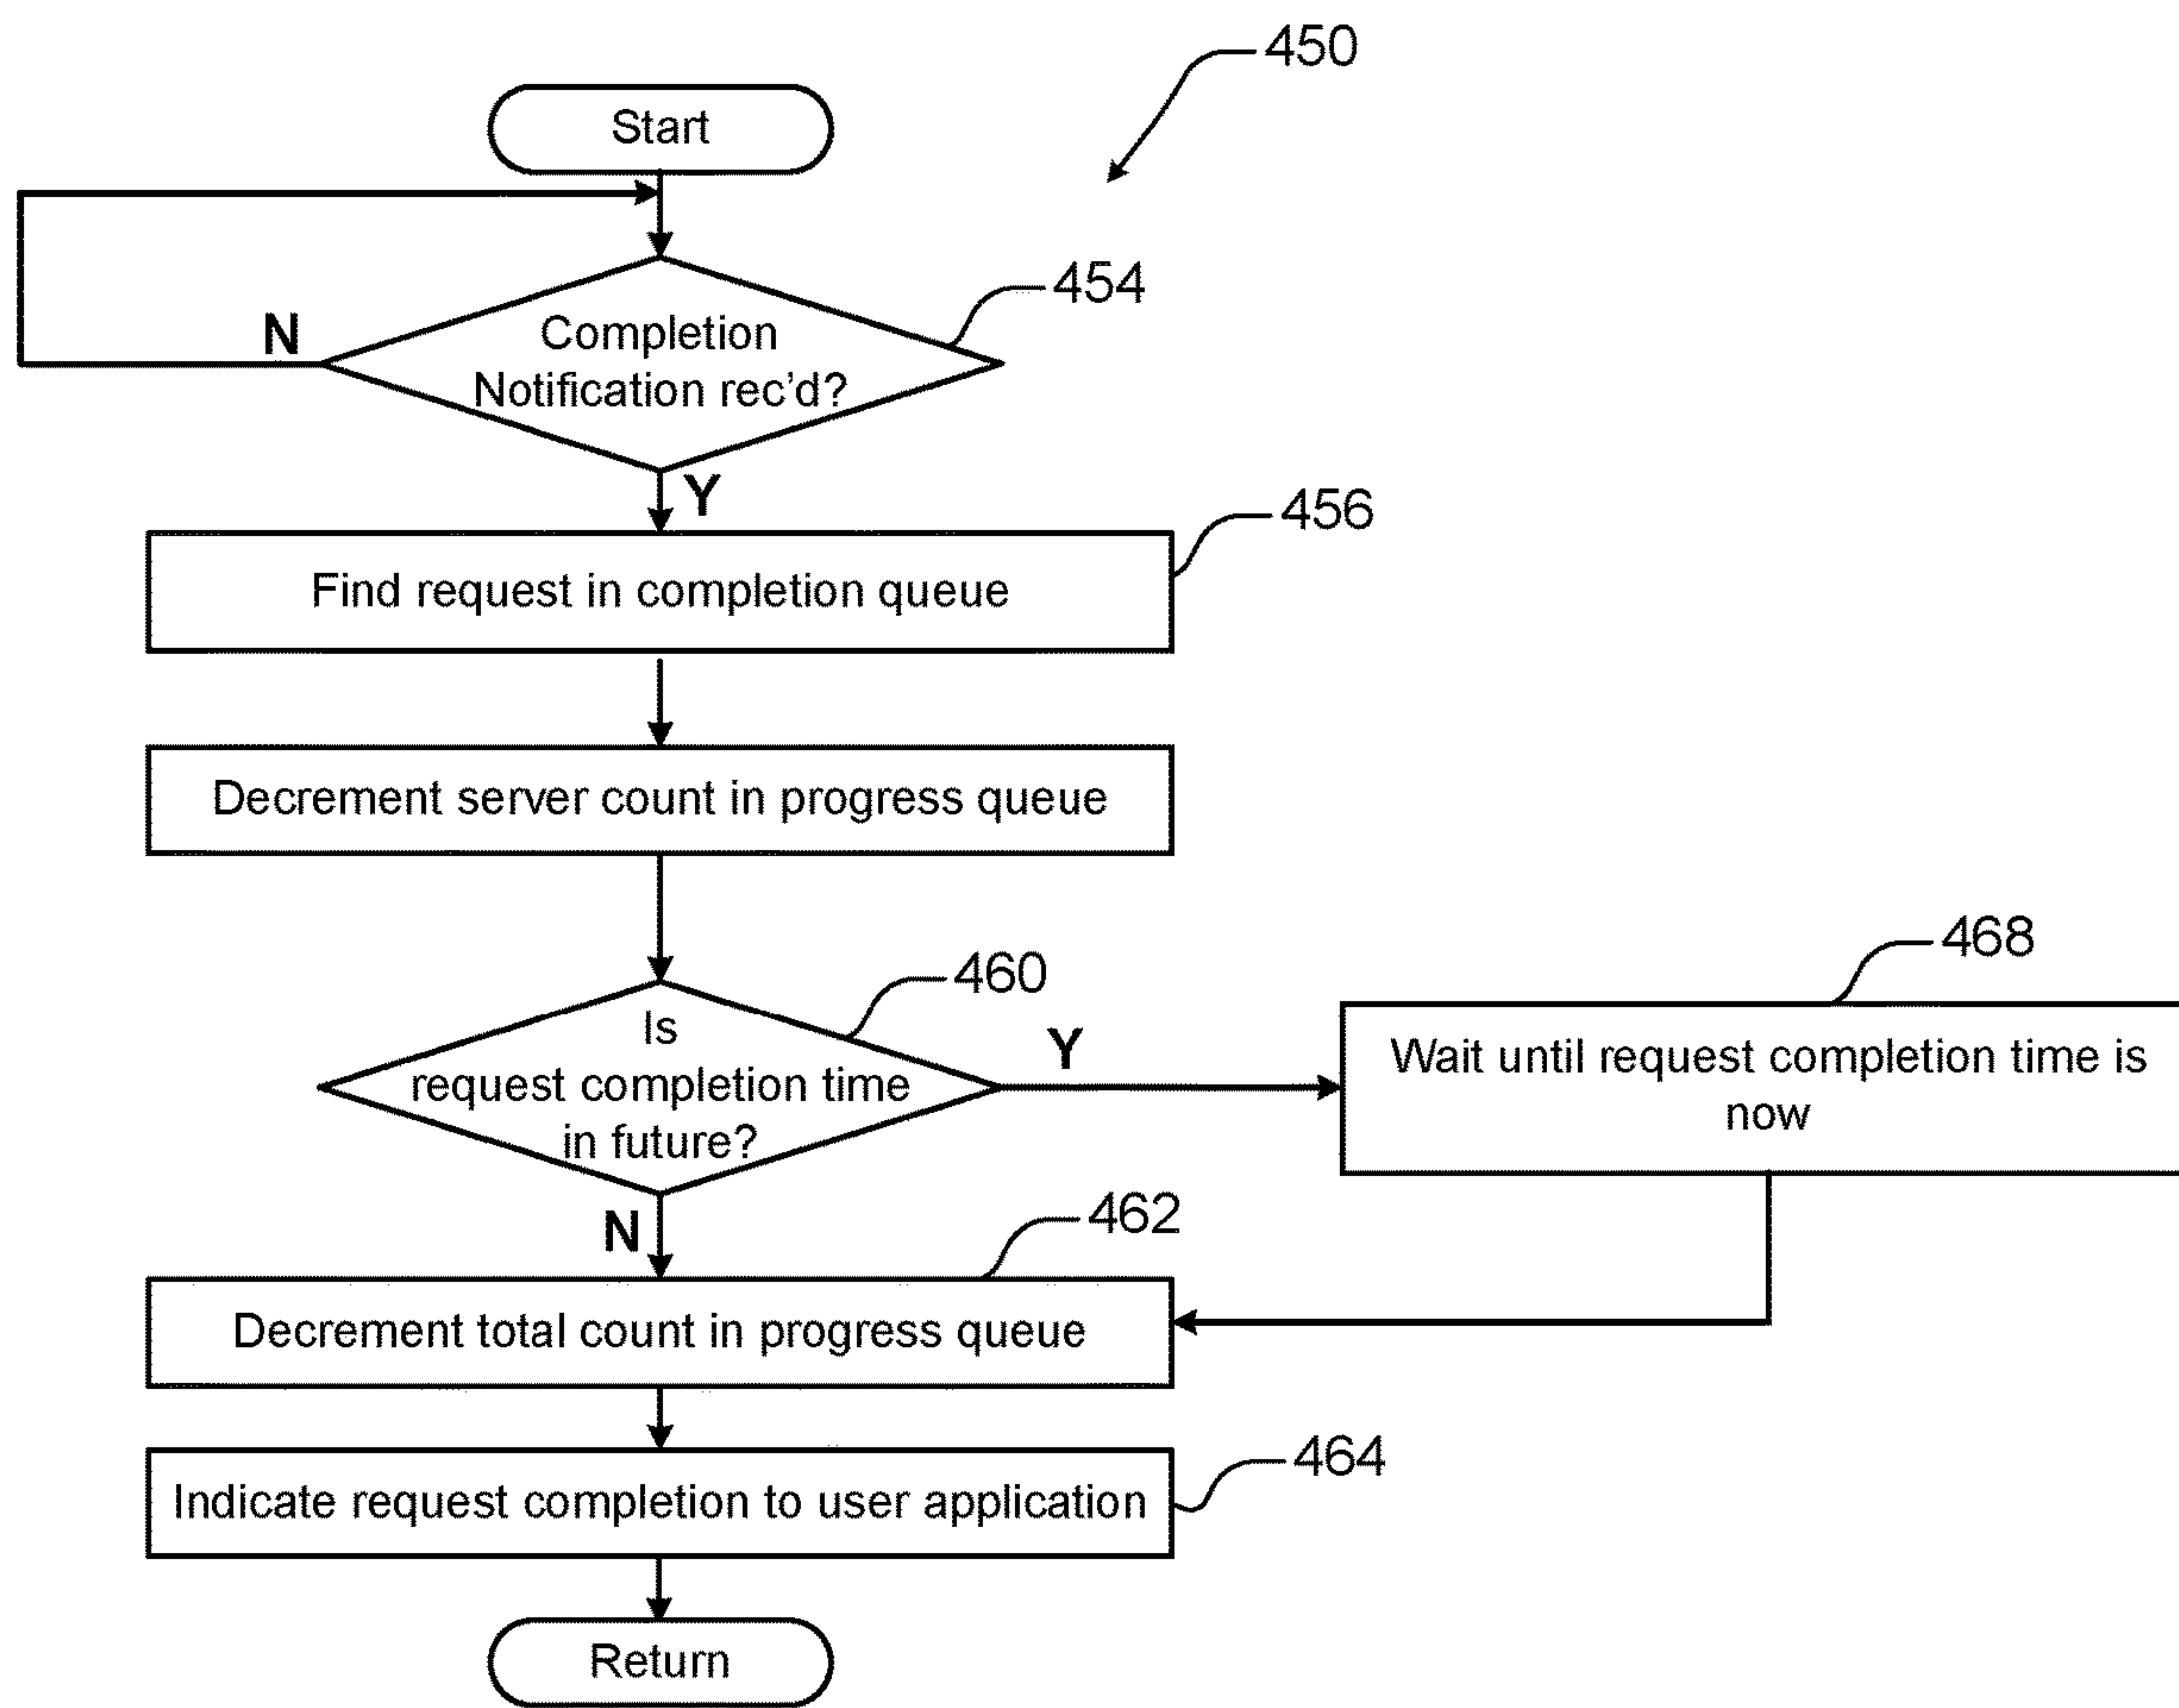 450
Start
454
N
Completion
Notification rec'd?
Y
456
Find request in completion queue
Decrement server count in progress queue
460
468
Is
request completion time
in future?
Y
Wait until request completion time is
now
N
462
Decrement total count in progress queue
464
Indicate request completion to user application
Return